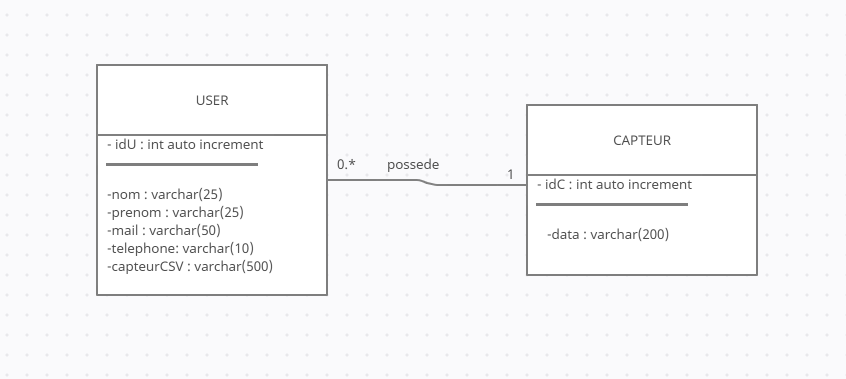 USER
- idU : int auto increment
-nom : varchar(25)
-prenom : varchar(25)
-mail : varchar(50)
-telephone: varchar(10)
-capteurCSV : varchar(500)
0.*
possede
1
CAPTEUR
- idC : int auto increment
-data : varchar(200)